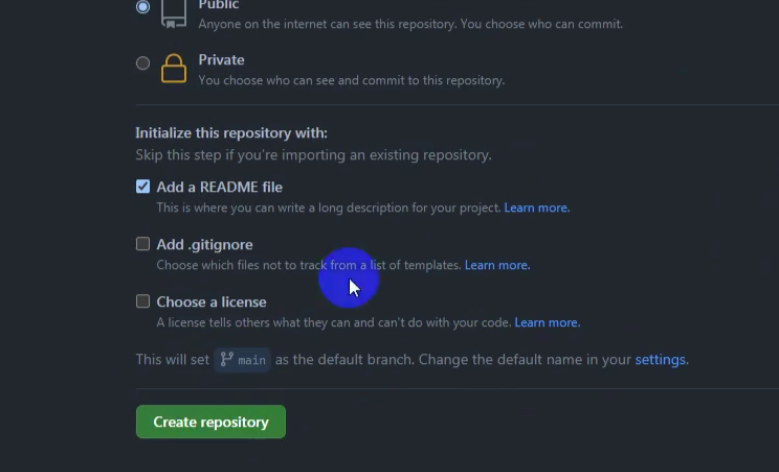 Public
Anyone on the internet can see this repository. You choose who can commit.
Private
You choose who can see and commit to this repository.
Initialize this repository with:
Skip this step if you're importing an existing repository.
Add a README file
This is where you can write a long description for your project. Learn more.
Add .gitignore
Choose which files not to track from a list of templates. Learn more.
Choose a license
A license tells others what they can and can't do with your code. Learn more.
This will set main as the default branch. Change the default name in your settings.
Create repository